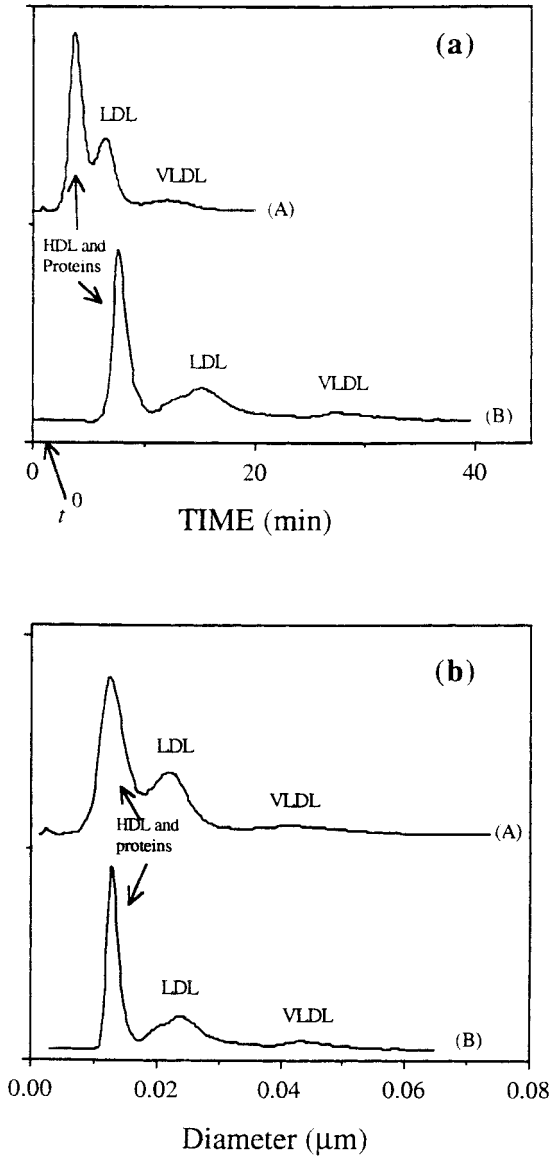 (a)
LDL
VLDL
(A)
HDL and
Proteins
LDL
VLDL
(B)
0
20
40
t⁰
TIME (min)
(b)
LDL
VLDL
(A)
HDL and
proteins
LDL
VLDL
(B)
0.00
0.02
0.04
0.06
0.08
Diameter (μm)